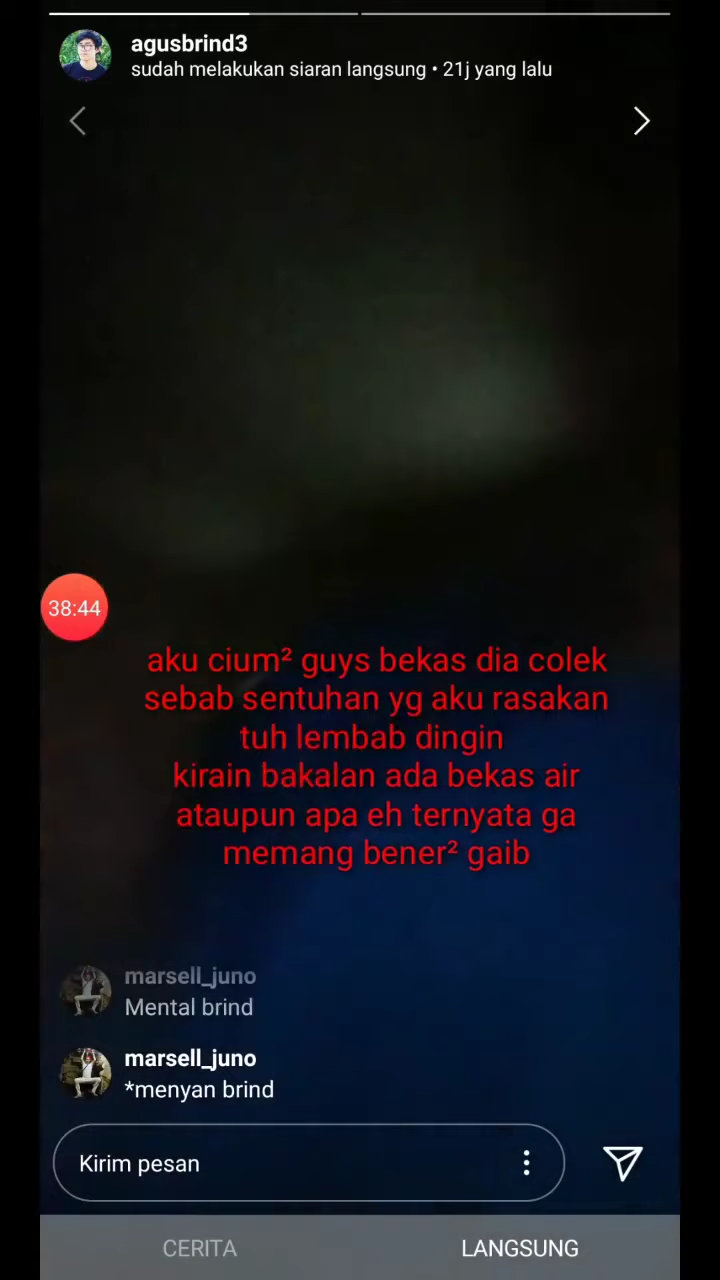 agusbrind3
sudah melakukan siaran langsung • 21j yang lalu
38:44
aku cium² guys bekas dia colek
sebab sentuhan yg aku rasakan
tuh lembab dingin
kirain bakalan ada bekas air
ataupun apa eh ternyata ga
memang bener² gaib
marsell_juno
Mental brind
marsell_juno
*menyan brind
Kirim pesan
CERITA
LANGSUNG